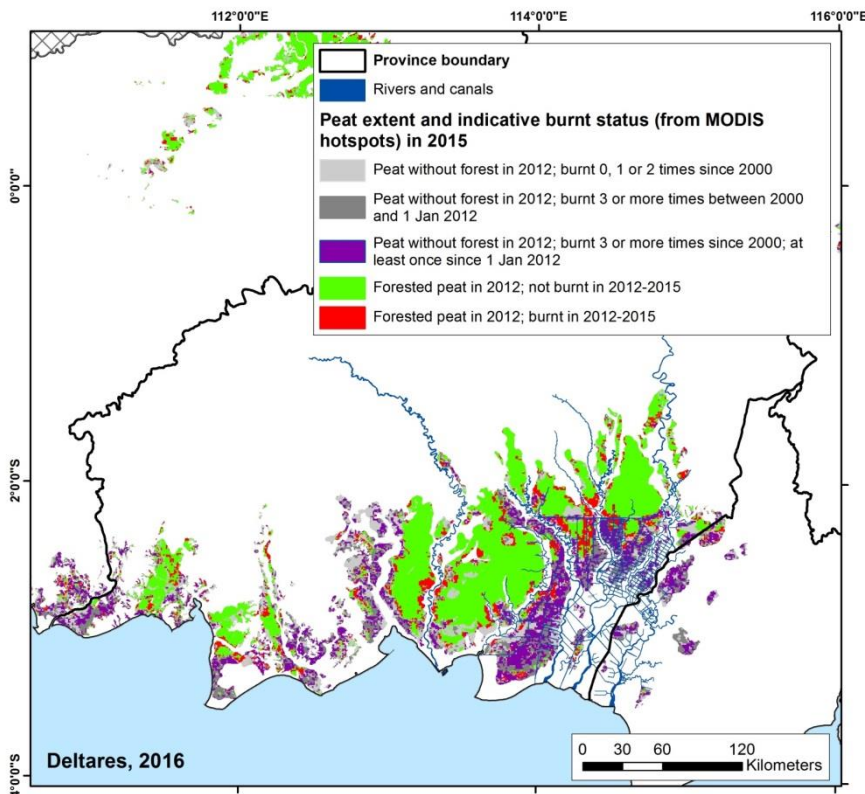 112°0'0"E
114°0'0"E
116°0'0"E
Province boundary
Rivers and canals
Peat extent and indicative burnt status (from MODIS
hotspots) in 2015
Peat without forest in 2012; burnt 0, 1 or 2 times since 2000
Peat without forest in 2012; burnt 3 or more times between 2000
and 1 Jan 2012
Peat without forest in 2012; burnt 3 or more times since 2000; at
least once since 1 Jan 2012
Forested peat in 2012; not burnt in 2012-2015
Forested peat in 2012; burnt in 2012-2015
0°0'0"
2°0'0"S
4°0'0"S
Deltares, 2016
0 30 60 120
Kilometers